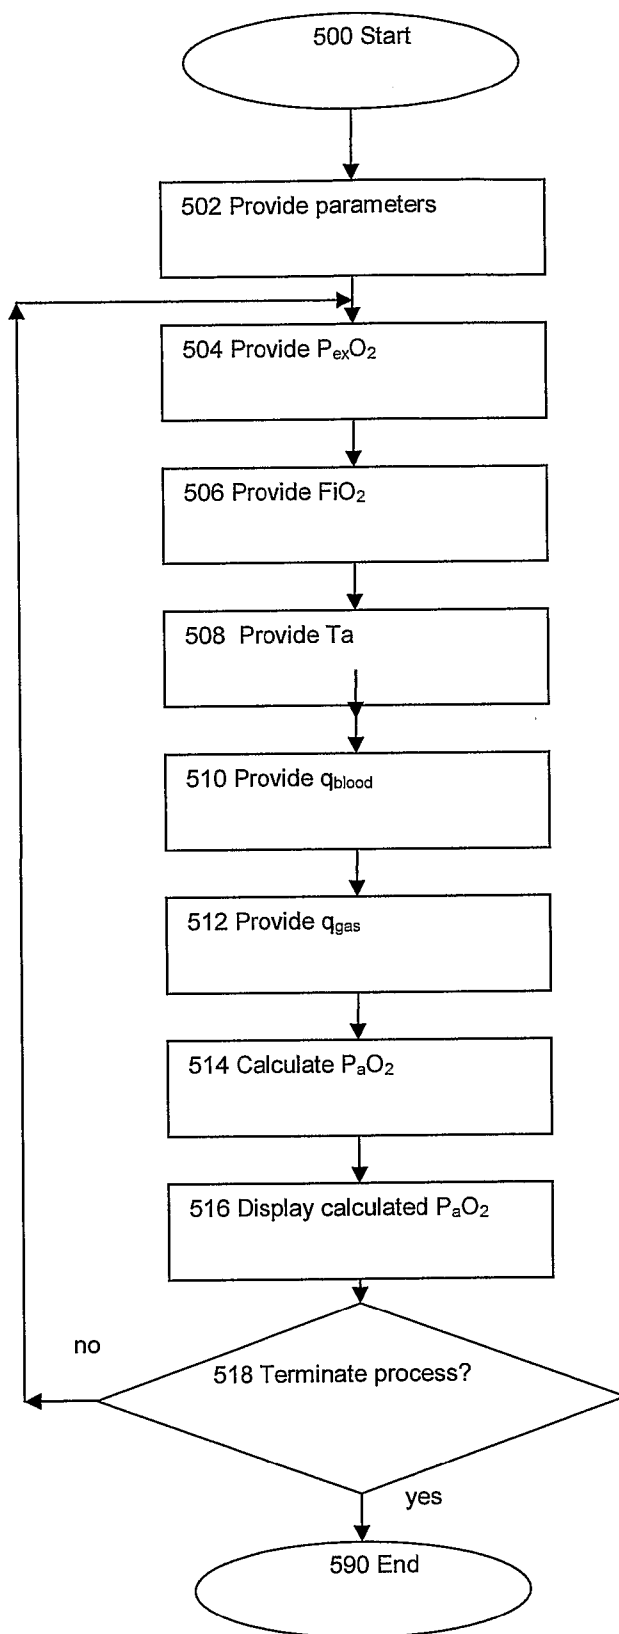 500 Start
502 Provide parameters
504 Provide PexO2
506 Provide FiO2
508 Provide Ta
510 Provide qblood
512 Provide qgas
514 Calculate PaO2
516 Display calculated PaO2
no
518 Terminate process?
yes
590 End